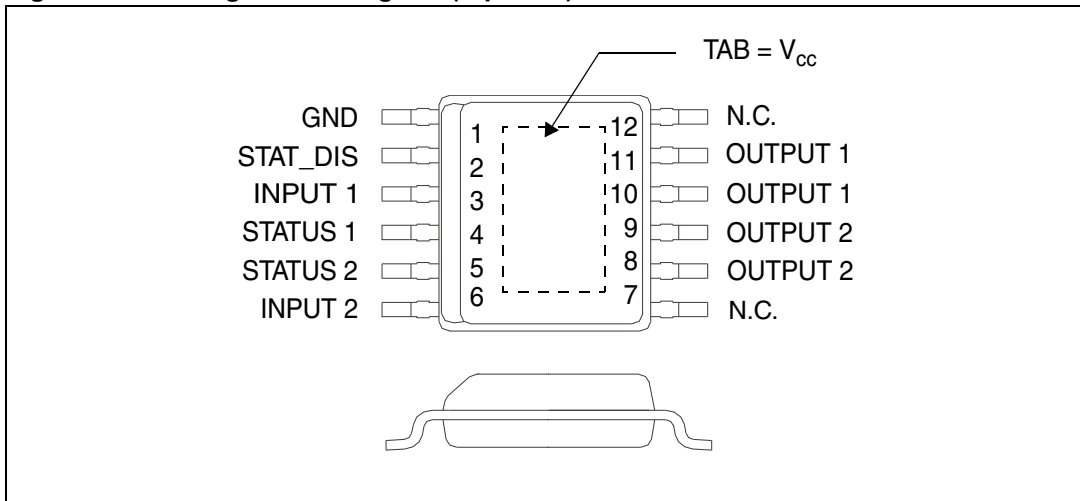 TAB = Vcc
GND 1 12 N.C.
STAT_DIS 2 11 OUTPUT 1
INPUT 1 3 10 OUTPUT 1
STATUS 1 4 9 OUTPUT 2
STATUS 2 5 8 OUTPUT 2
INPUT 2 6 7 N.C.